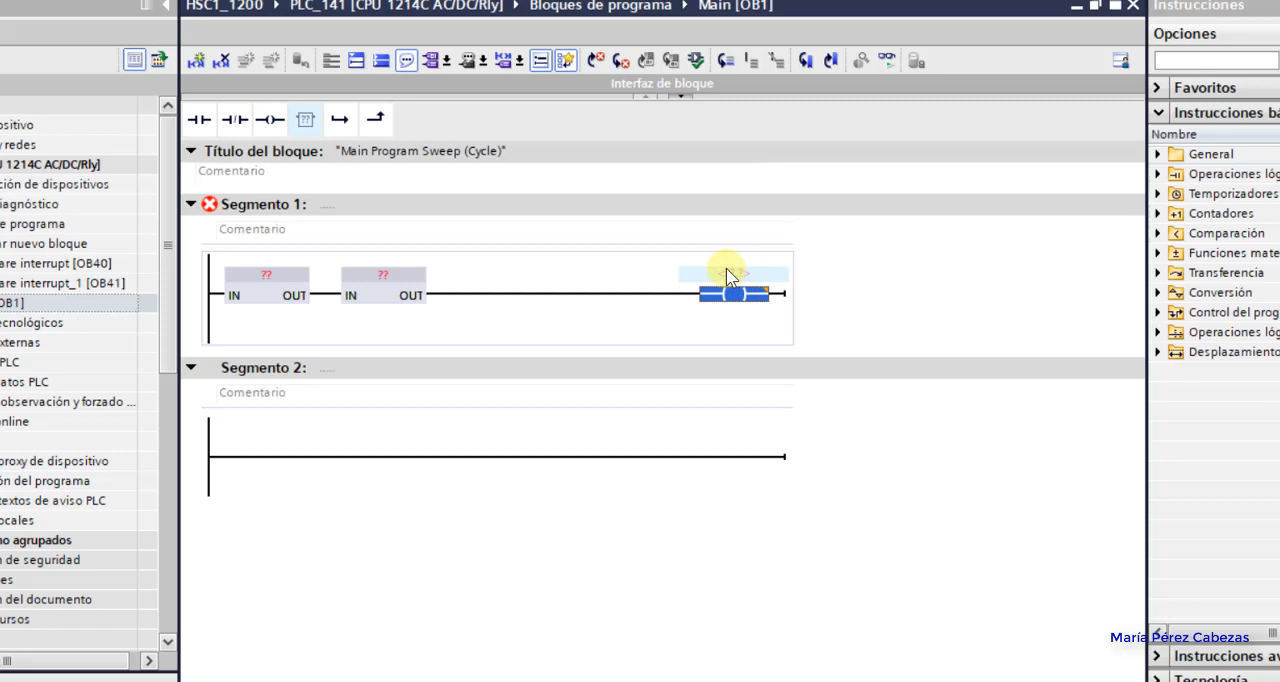 HSC1_1200 ▸ PLC_141 [CPU 1214C AC/DC/Rly] ▸ Bloques de programa ▸ Main [OB1]
Interfaz de bloque
??
Título del bloque: "Main Program Sweep (Cycle)"
Comentario
Segmento 1: .....
Comentario
??
IN OUT
??
IN OUT
Segmento 2: .....
Comentario
sitivo
y redes
U 1214C AC/DC/Rly]
ción de dispositivos
iagnóstico
e programa
ar nuevo bloque
are interrupt [OB40]
are interrupt_1 [OB41]
OB1]
ecnológicos
xternas
PLC
atos PLC
observación y forzado ...
nline
proxy de dispositivo
ón del programa
textos de aviso PLC
ocales
no agrupados
n de seguridad
es
n del documento
ursos
Instrucciones
Opciones
Favoritos
Instrucciones bá
Nombre
General
Operaciones lóg
Temporizadores
Contadores
Comparación
Funciones mate
Transferencia
Conversión
Control del prog
Operaciones lóg
Desplazamiento
María Pérez Cabezas
Instrucciones av
Tecnología